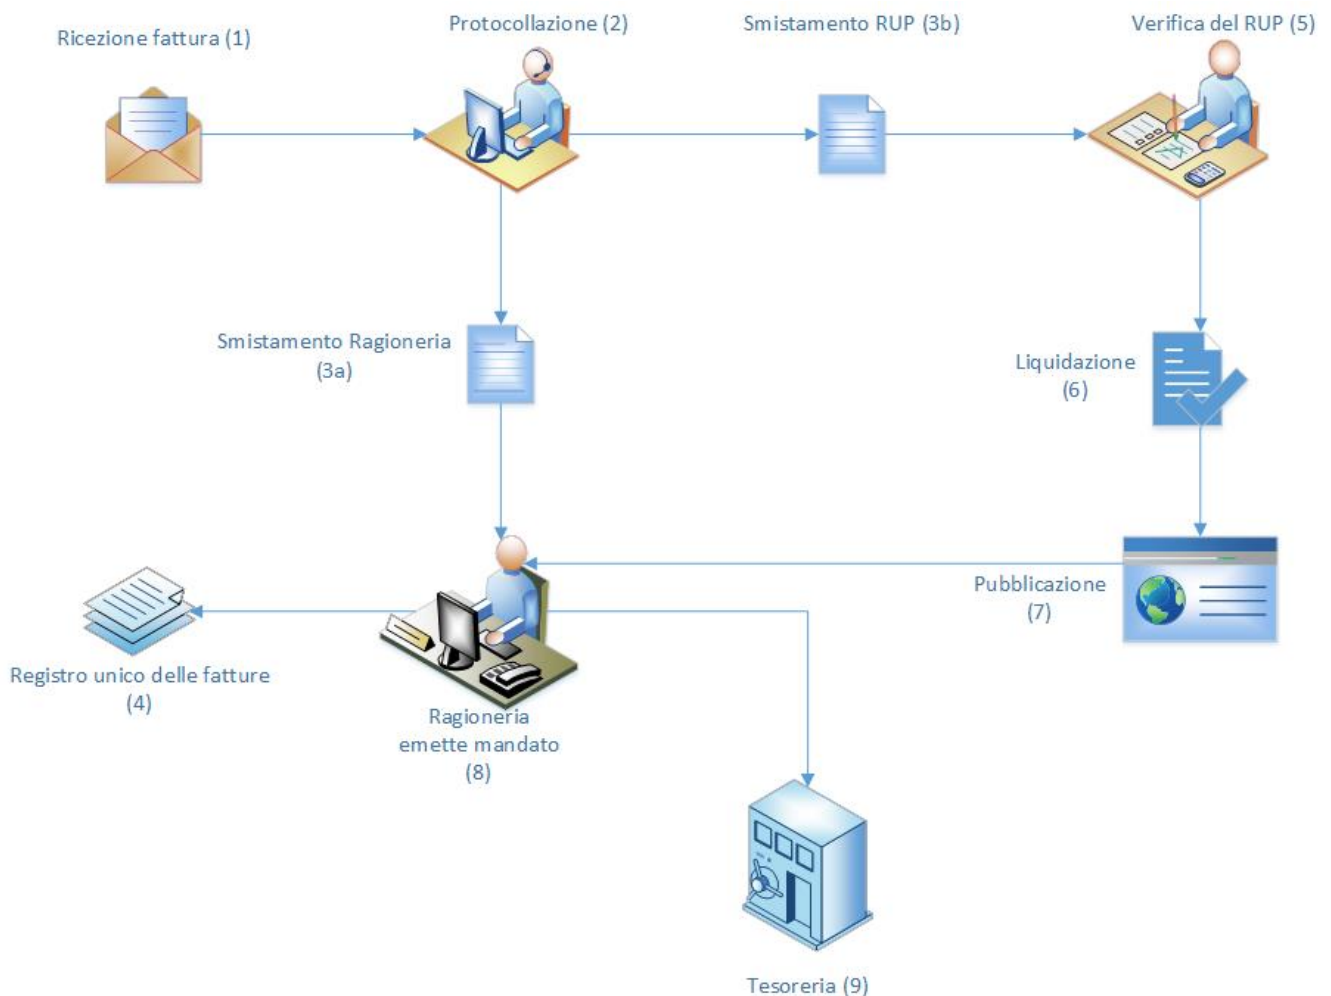 Ricezione fattura (1)
Protocollazione (2)
Smistamento RUP (3b)
Verifica del RUP (5)
Smistamento Ragioneria
(3a)
Liquidazione
(6)
Pubblicazione
(7)
Registro unico delle fatture
(4)
Ragioneria
emette mandato
(8)
Tesoreria (9)